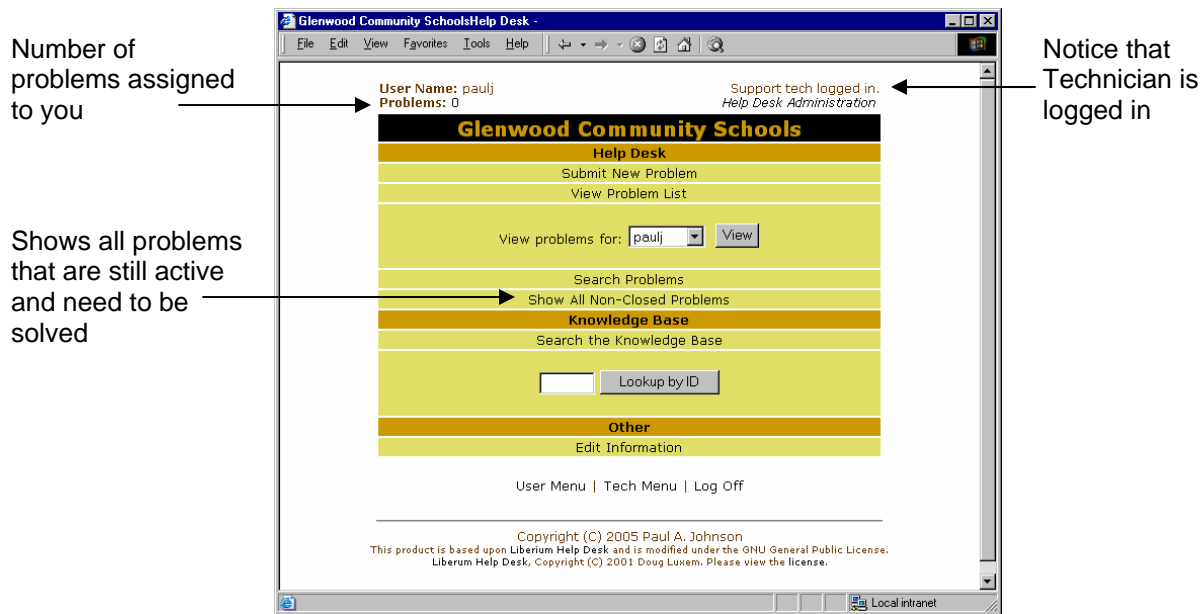 Glenwood Community SchoolsHelp Desk -
File Edit View Favorites Tools Help
Number of
problems assigned
to you
Notice that
Technician is
logged in
User Name: paulj
Problems: 0
Support tech logged in.
Help Desk Administration
Glenwood Community Schools
Help Desk
Submit New Problem
View Problem List
Shows all problems
that are still active
and need to be
solved
View problems for: paulj View
Search Problems
Show All Non-Closed Problems
Knowledge Base
Search the Knowledge Base
Lookup by ID
Other
Edit Information
User Menu | Tech Menu | Log Off
Copyright (C) 2005 Paul A. Johnson
This product is based upon Liberium Help Desk and is modified under the GNU General Public License.
Liberum Help Desk, Copyright (C) 2001 Doug Luxem. Please view the license.
Local intranet